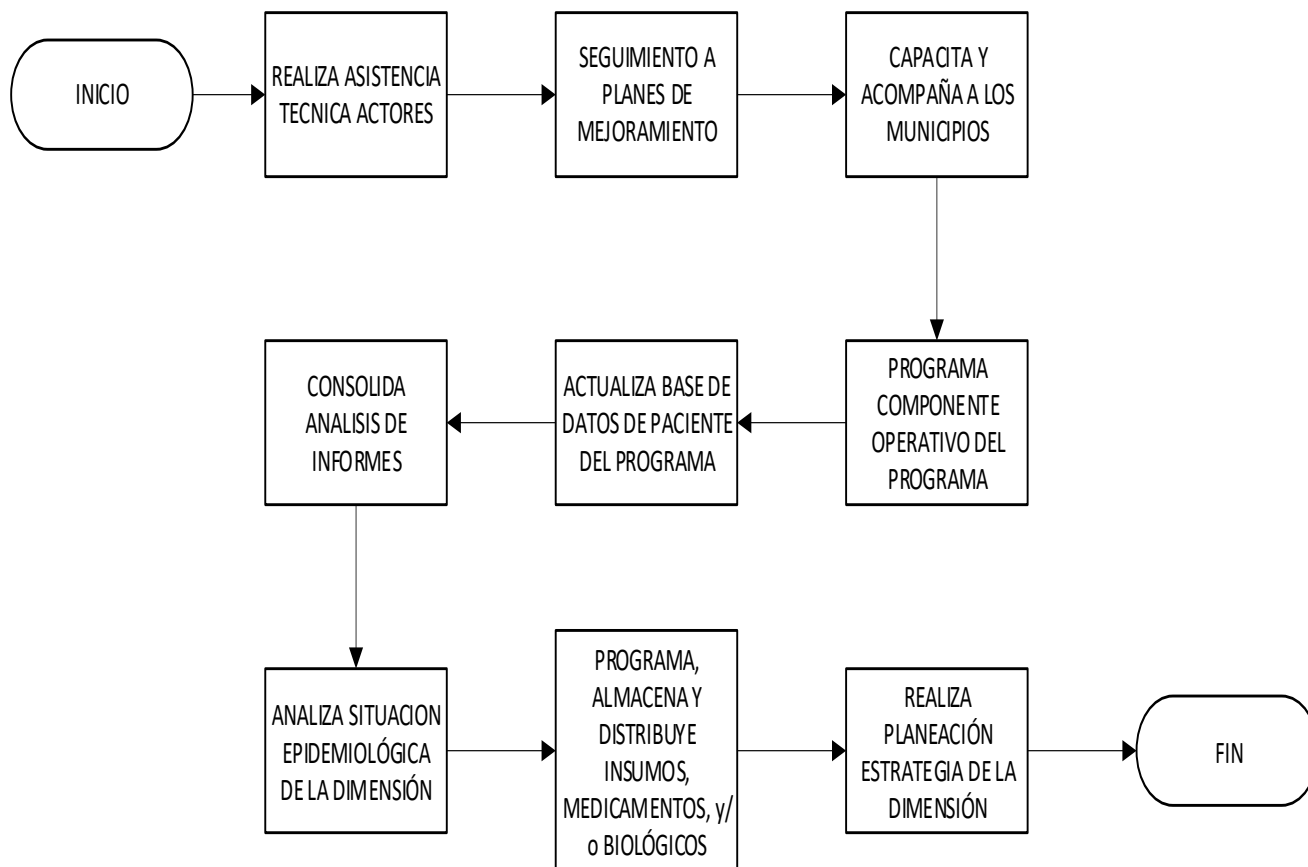 INICIO
REALIZA ASISTENCIA
TECNICA ACTORES
SEGUIMIENTO A
PLANES DE
MEJORAMIENTO
CAPACITA Y
ACOMPAÑA A LOS
MUNICIPIOS
PROGRAMA
COMPONENTE
OPERATIVO DEL
PROGRAMA
ACTUALIZA BASE DE
DATOS DE PACIENTE
DEL PROGRAMA
CONSOLIDA
ANALISIS DE
INFORMES
ANALIZA SITUACION
EPIDEMIOLÓGICA
DE LA DIMENSIÓN
PROGRAMA,
ALMACENA Y
DISTRIBUYE
INSUMOS,
MEDICAMENTOS, y/
o BIOLÓGICOS
REALIZA
PLANEACIÓN
ESTRATEGIA DE LA
DIMENSIÓN
FIN